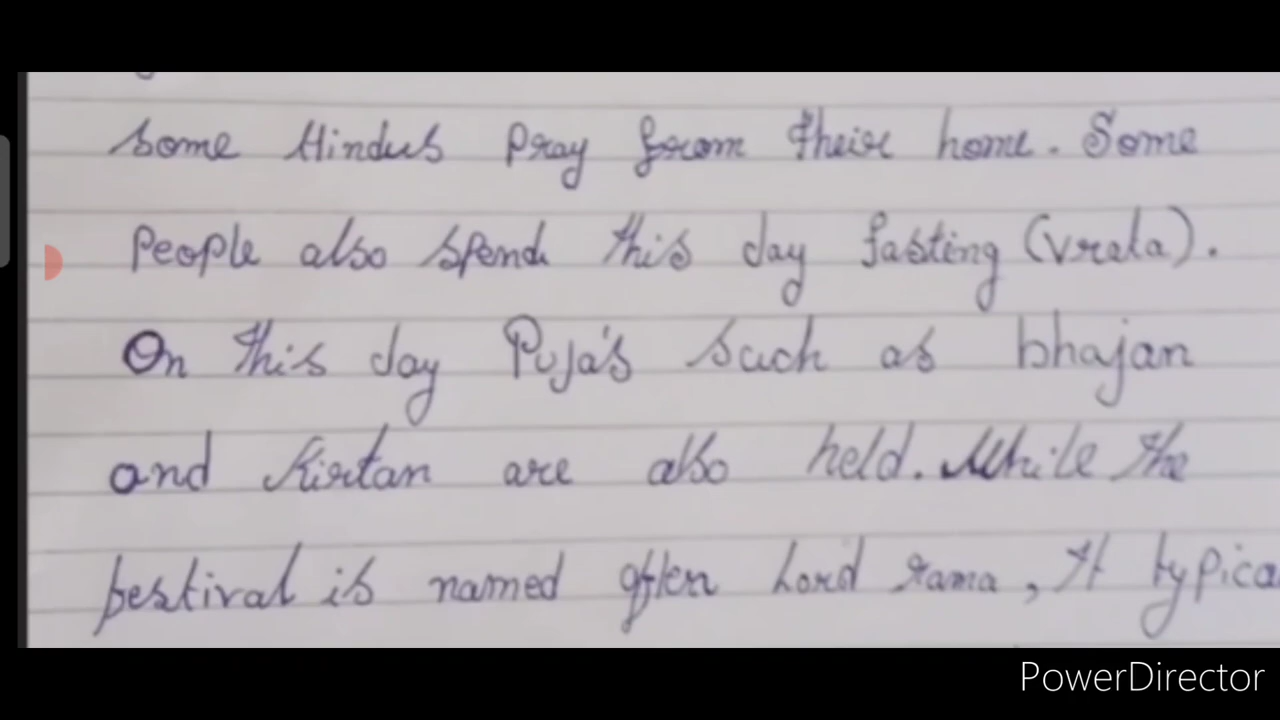 Some Hindus Pray from their home. Some
People also spend this day fasting (vrata).
On this day Puja's such as bhajan
and Kirtan are also held. While the
festival is named often Lord rama, it typica
PowerDirector